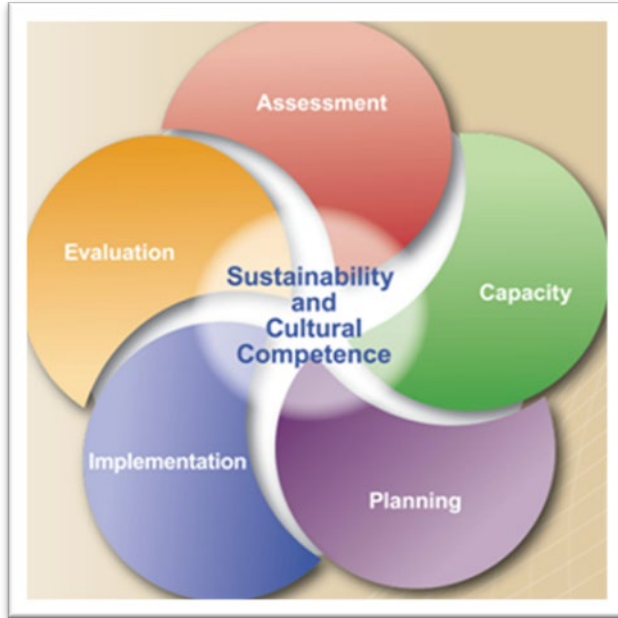 Assessment
Capacity
Planning
Implementation
Evaluation
Sustainability
and
Cultural
Competence